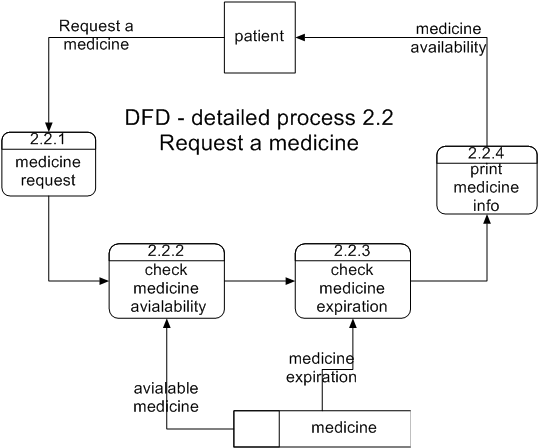 Request a
medicine
patient
medicine
availability
DFD - detailed process 2.2
Request a medicine
2.2.1
medicine
request
2.2.4
print
medicine
info
2.2.2
check
medicine
avialability
2.2.3
check
medicine
expiration
avialable
medicine
medicine
expiration
medicine